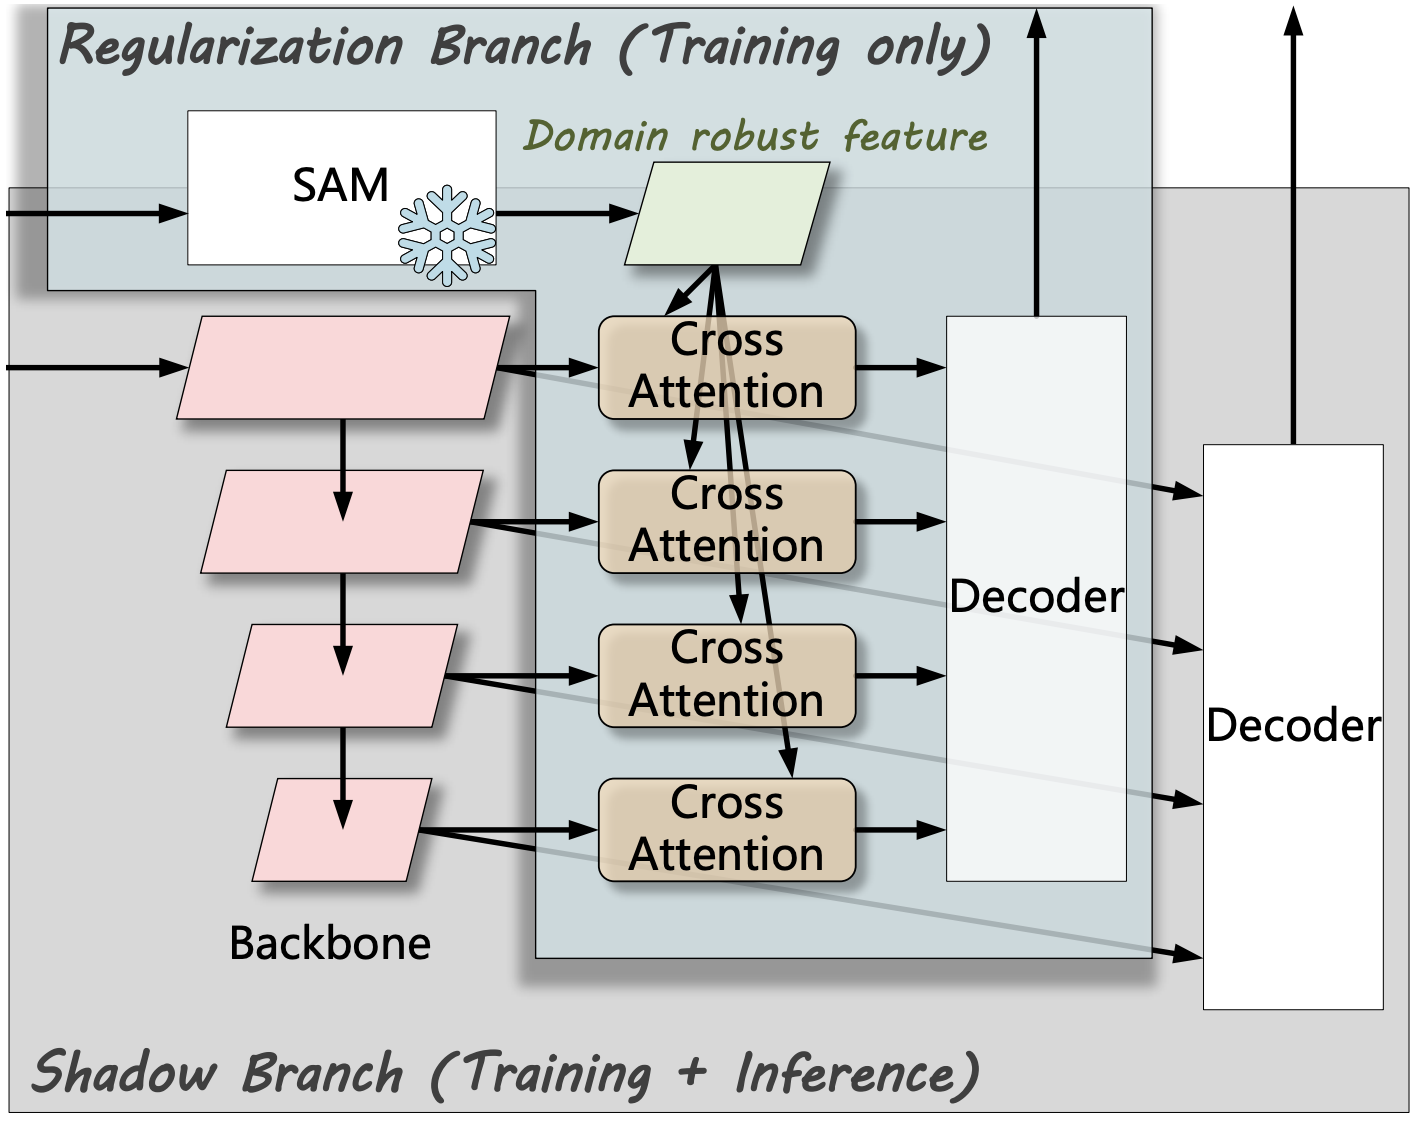 Regularization Branch (Training only)
SAM
Domain robust feature
Cross
Attention
Cross
Attention
Cross
Attention
Cross
Attention
Decoder
Decoder
Backbone
Shadow Branch (Training + Inference)